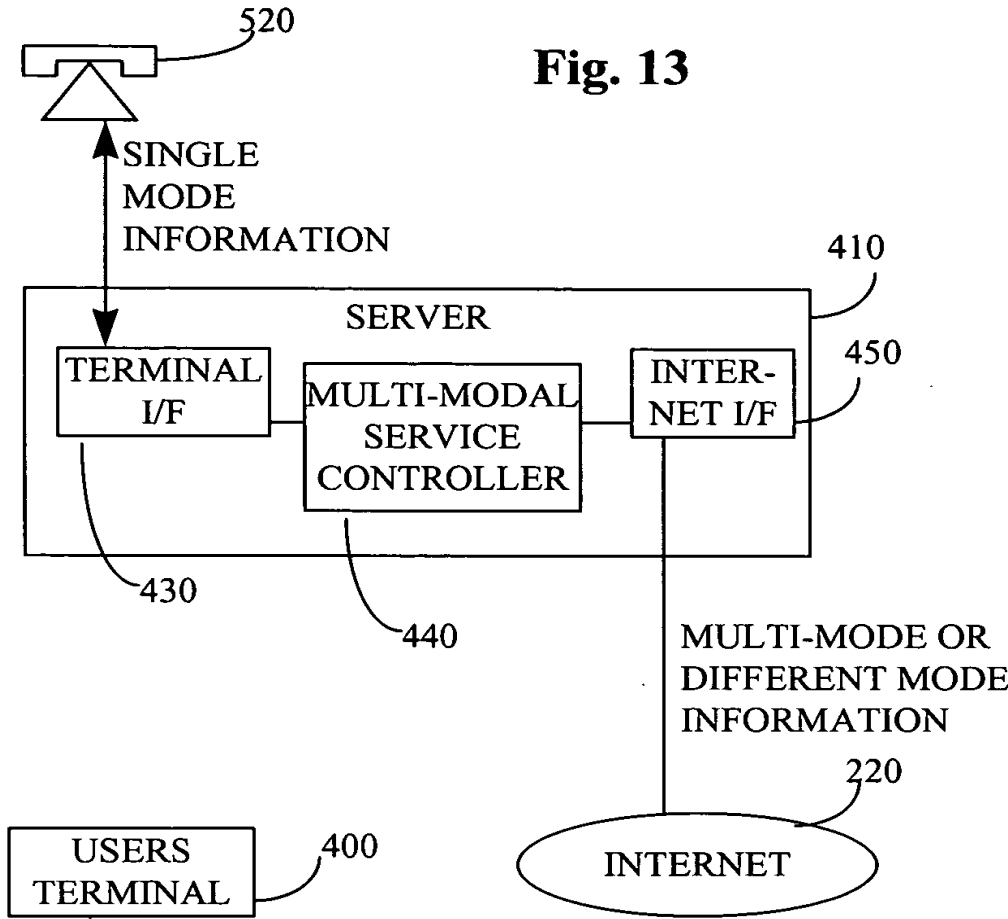 520
Fig. 13
SINGLE
MODE
INFORMATION
410
SERVER
450
TERMINAL
I/F
MULTI-MODAL
SERVICE
CONTROLLER
INTER-
NET I/F
430
440
MULTI-MODE OR
DIFFERENT MODE
INFORMATION
220
USERS
TERMINAL
400
INTERNET